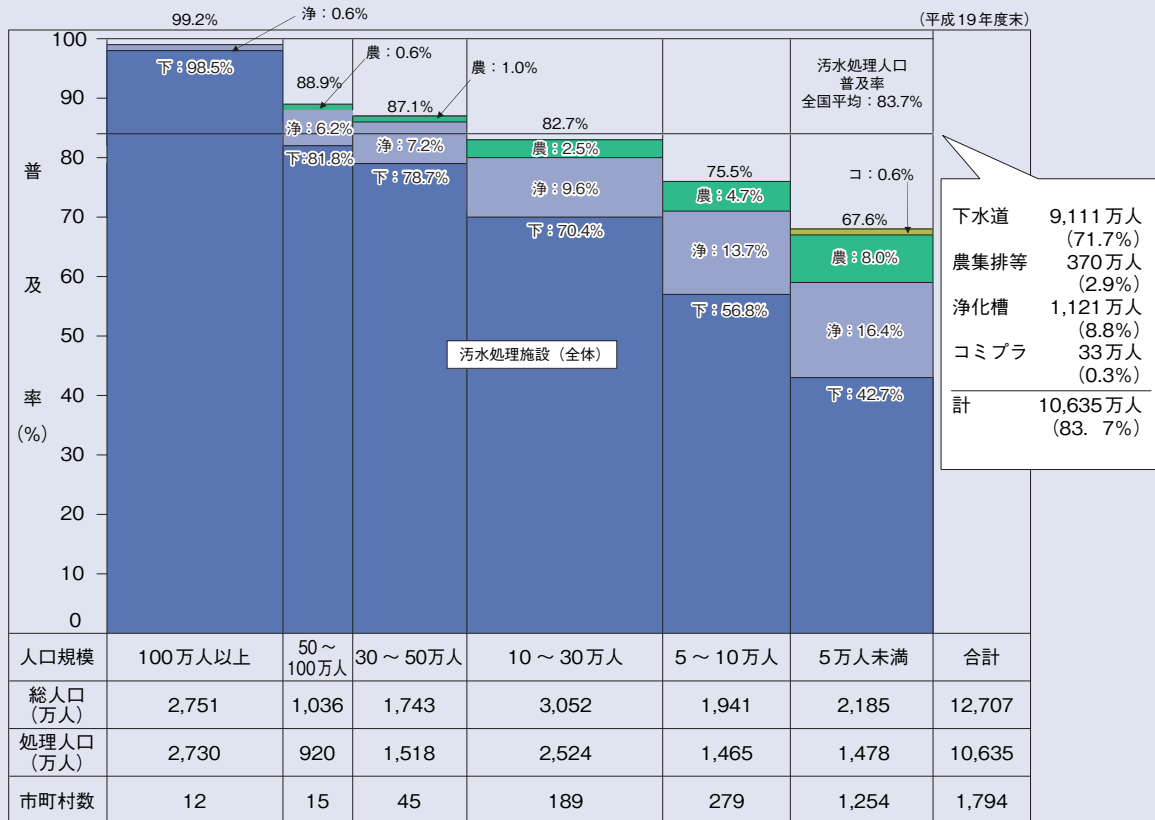 (平成19年度末)
99.2%
浄：0.6%
下：98.5%
88.9%
農：0.6%
浄：6.2%
下：81.8%
87.1%
農：1.0%
浄：7.2%
下：78.7%
82.7%
農：2.5%
浄：9.6%
下：70.4%
75.5%
農：4.7%
浄：13.7%
下：56.8%
67.6%
コ：0.6%
農：8.0%
浄：16.4%
下：42.7%
汚水処理人口
普及率
全国平均：83.7%
汚水処理施設（全体）
普及率
(%)
100
90
80
70
60
50
40
30
20
10
0
下水道 9,111万人
(71.7%)
農集排等 370万人
(2.9%)
浄化槽 1,121万人
(8.8%)
コミプラ 33万人
(0.3%)
計 10,635万人
(83. 7%)
人口規模 100万人以上 50～100万人 30～50万人 10～30万人 5～10万人 5万人未満 合計
総人口（万人） 2,751 1,036 1,743 3,052 1,941 2,185 12,707
処理人口（万人） 2,730 920 1,518 2,524 1,465 1,478 10,635
市町村数 12 15 45 189 279 1,254 1,794